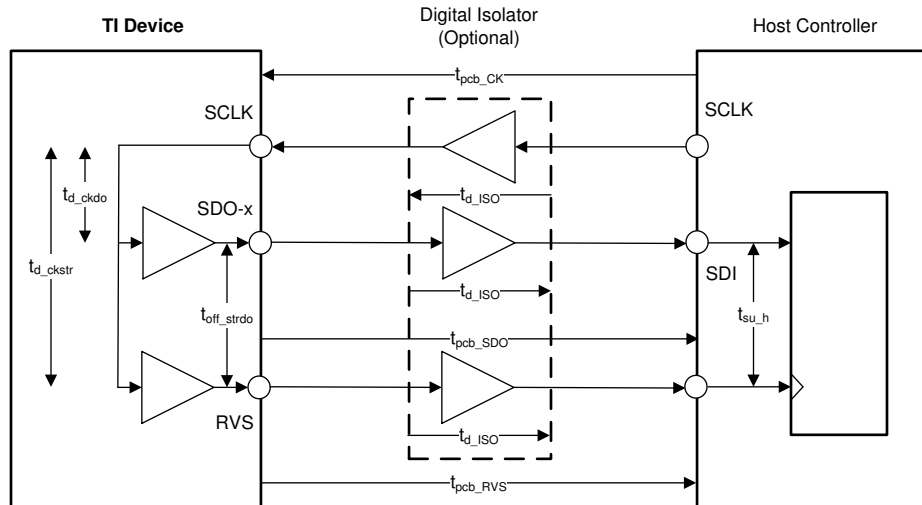 TI Device
Digital Isolator
(Optional)
Host Controller
t_pcb_CK
SCLK
SCLK
t_d_ckdo
t_d_ISO
SDO-x
t_d_ckstr
SDI
t_d_ISO
t_off_strdo
t_su_h
t_pcb_SDO
RVS
t_d_ISO
t_pcb_RVS